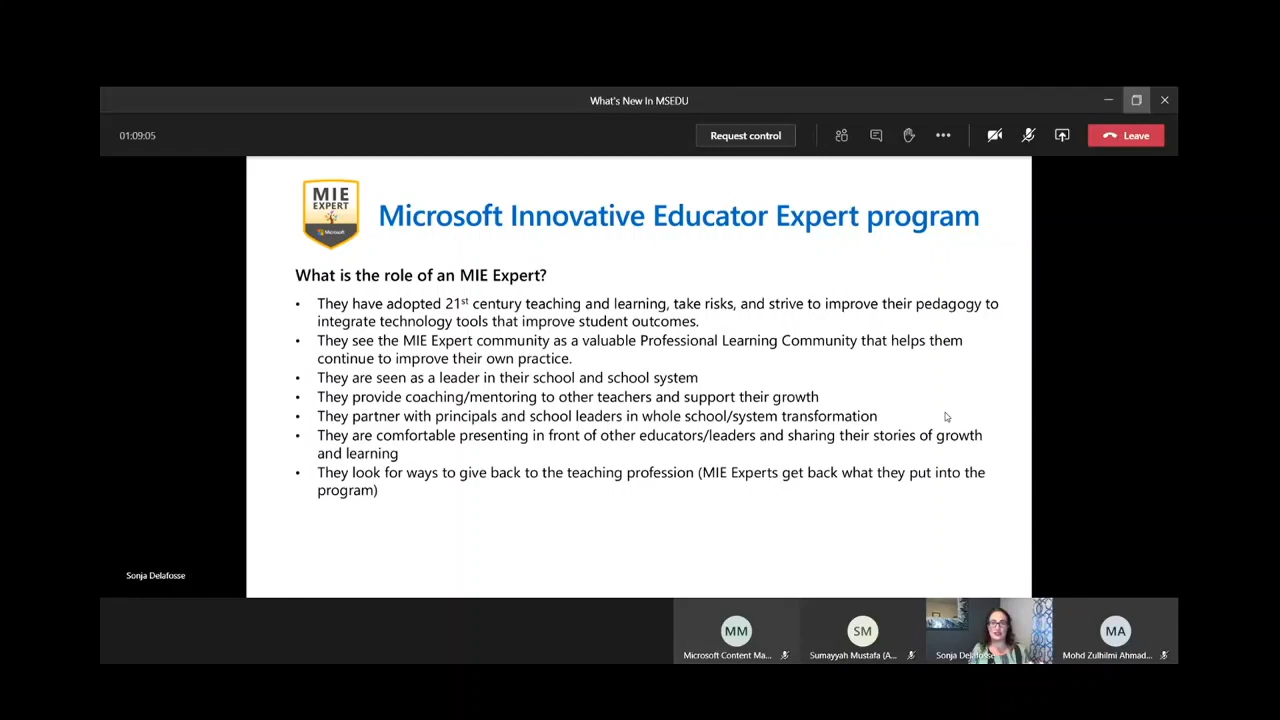 What's New In MSEDU
01:09:05
Request control
Leave
MIE
EXPERT
Microsoft
Microsoft Innovative Educator Expert program
What is the role of an MIE Expert?
• They have adopted 21st century teaching and learning, take risks, and strive to improve their pedagogy to
integrate technology tools that improve student outcomes.
• They see the MIE Expert community as a valuable Professional Learning Community that helps them
continue to improve their own practice.
• They are seen as a leader in their school and school system
• They provide coaching/mentoring to other teachers and support their growth
• They partner with principals and school leaders in whole school/system transformation
• They are comfortable presenting in front of other educators/leaders and sharing their stories of growth
and learning
• They look for ways to give back to the teaching profession (MIE Experts get back what they put into the
program)
Sonja Delafosse
MM
SM
MA
Microsoft Content Ma...
Sumayyah Mustafa (A...
Sonja Delafosse
Mohd Zulhilmi Ahmad...